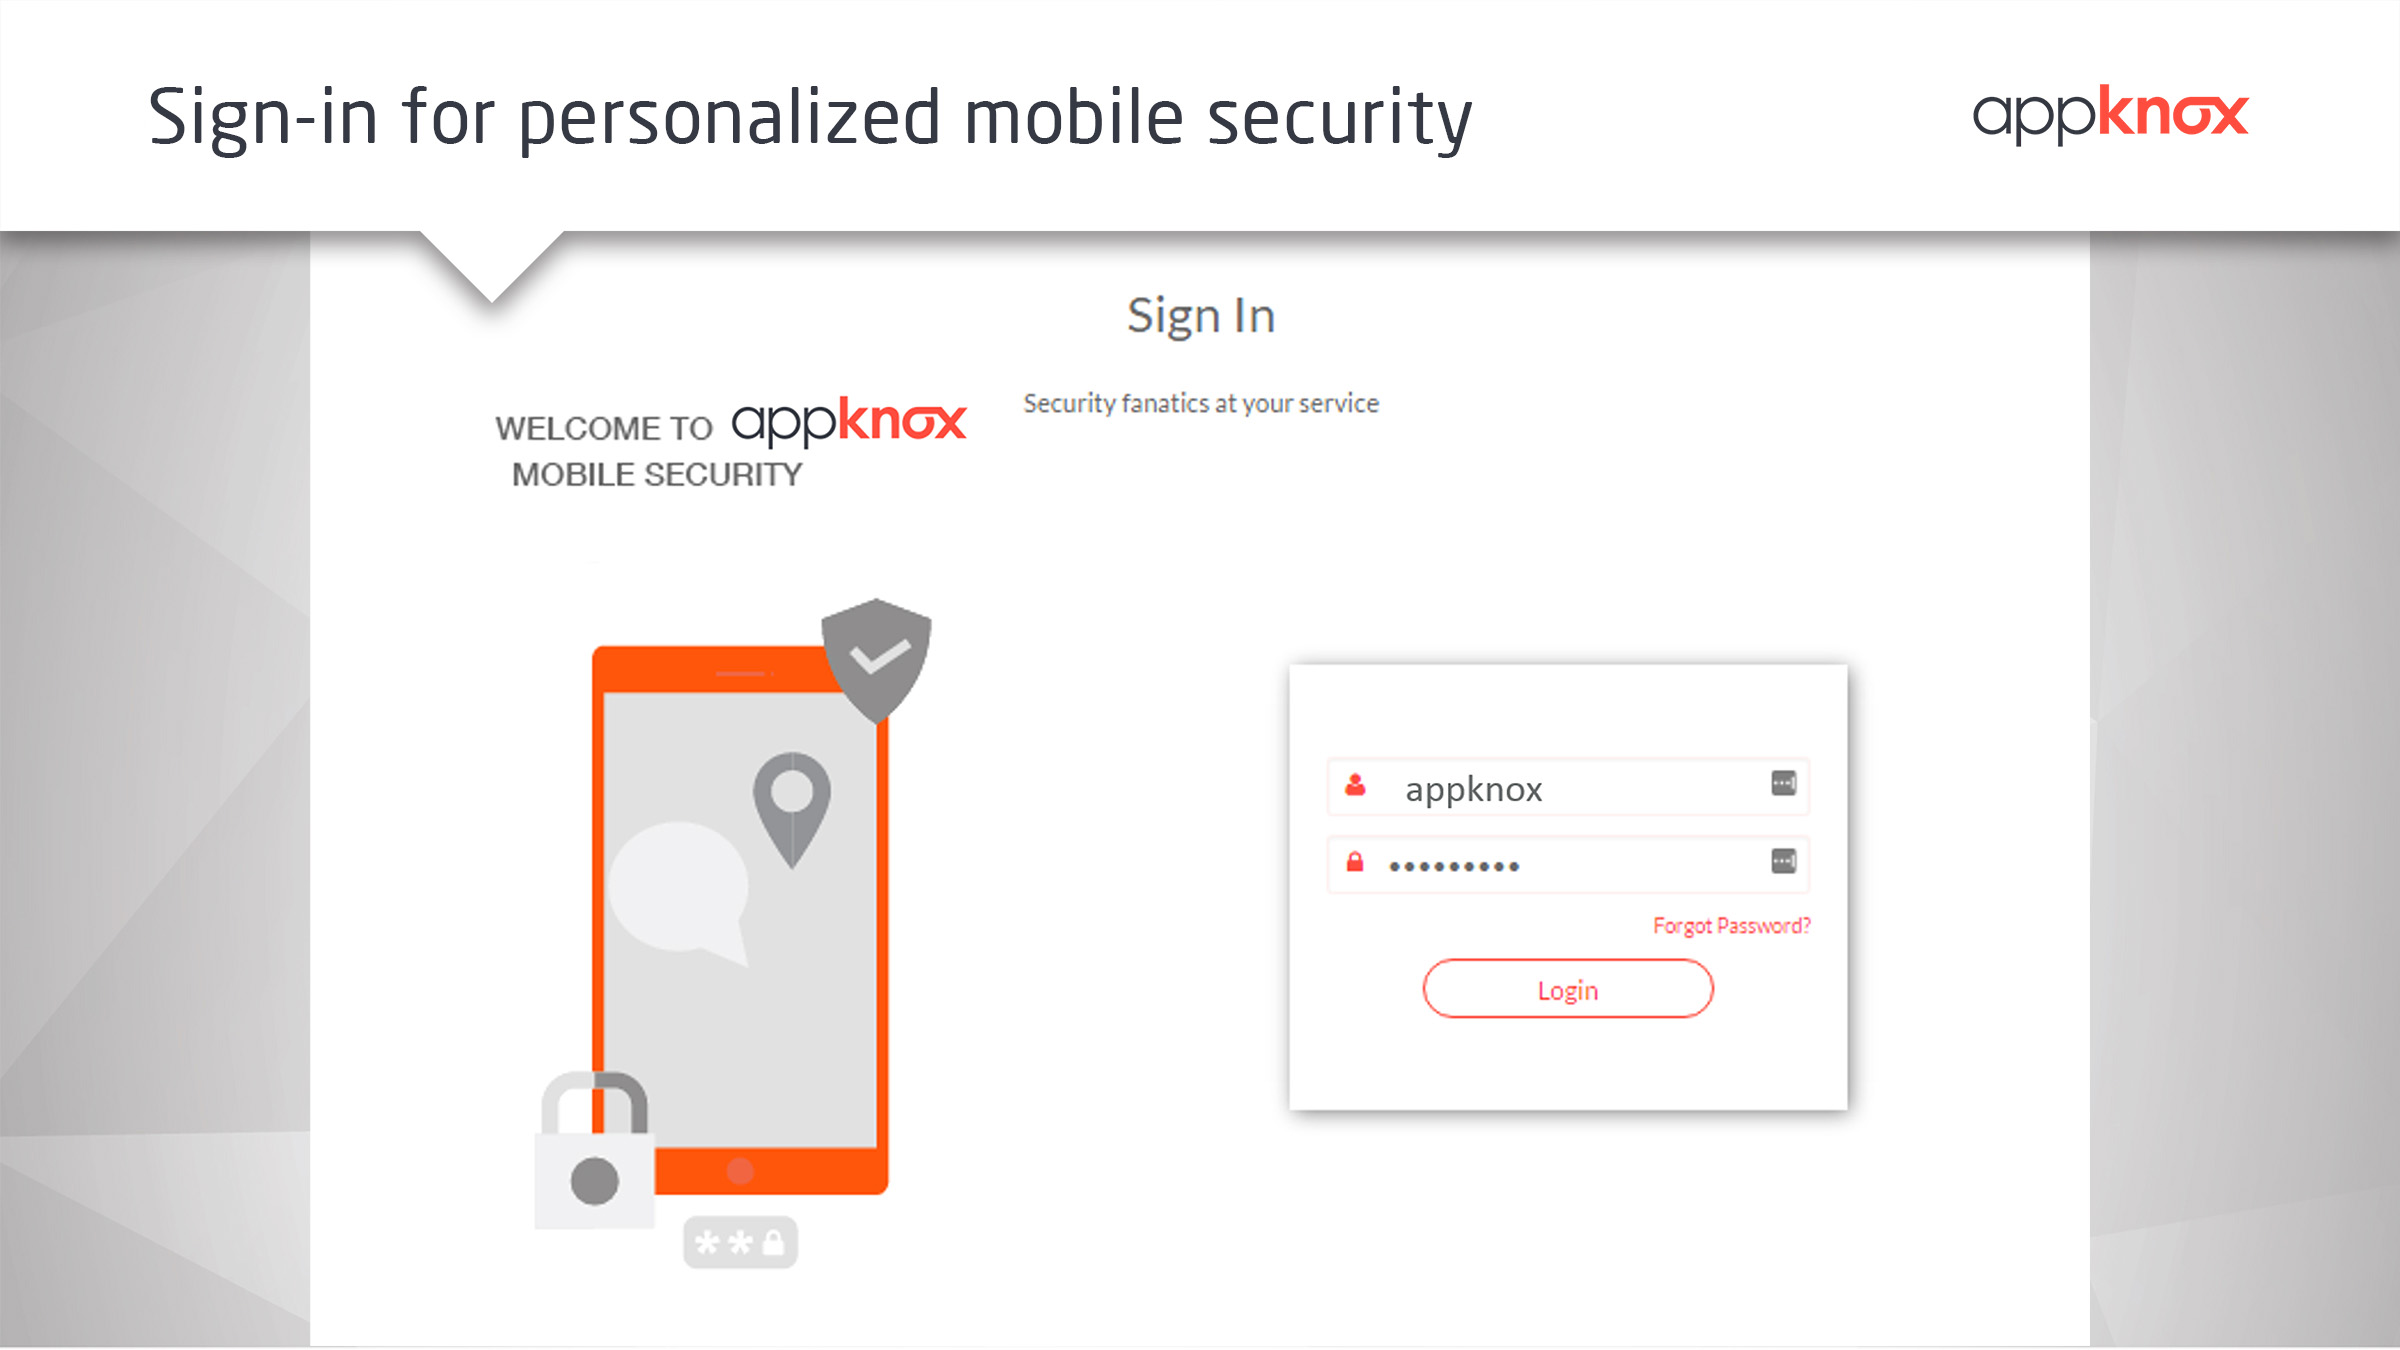 Sign-in for personalized mobile security
appknox
Sign In
Security fanatics at your service
WELCOME TO appknox
MOBILE SECURITY
appknox
•••••••••
Forgot Password?
Login
**